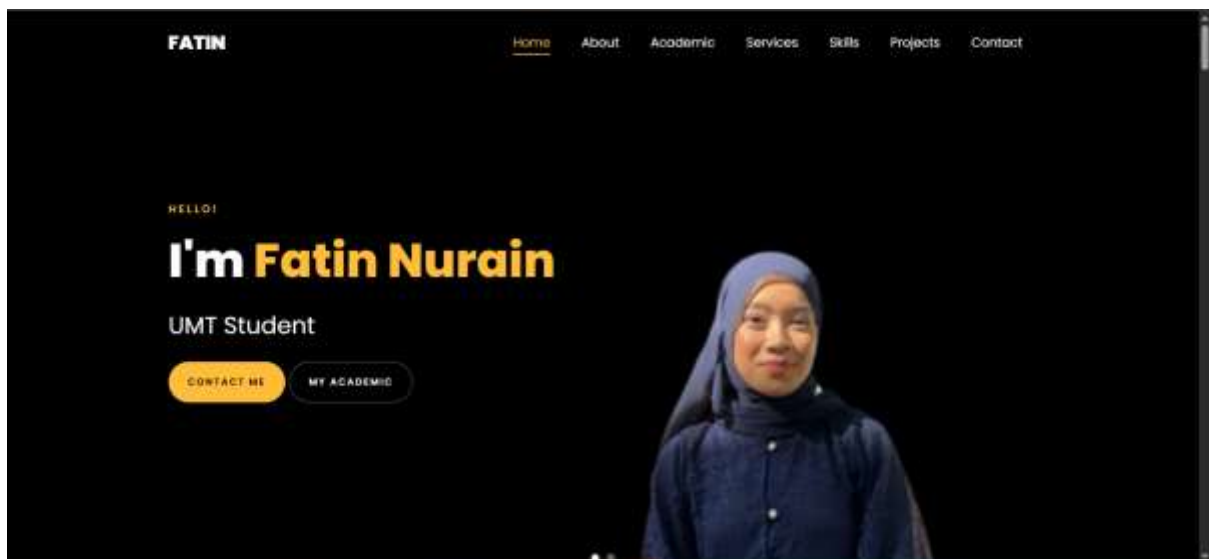 FATIN Home About Academic Services Skills Projects Contact
HELLO!
I'm Fatin Nurain
UMT Student
CONTACT ME MY ACADEMIC